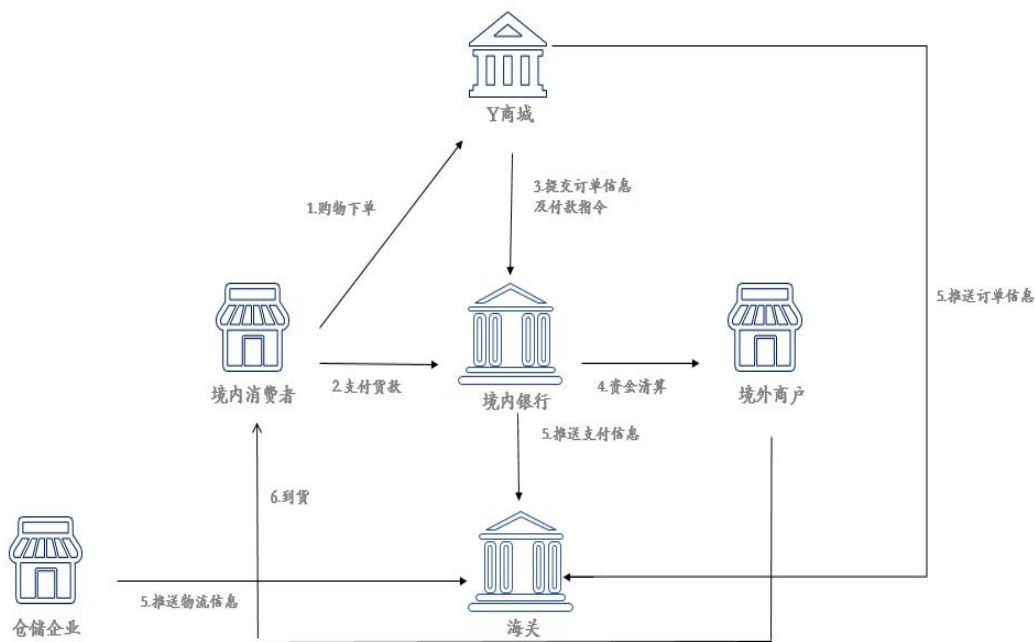 Y商城
3.提交订单信息
及付款指令
1.购物下单
5.推送订单信息
境内消费者
2.支付货款
境内银行
4.资金清算
境外商户
5.推送支付信息
6.到货
仓储企业
5.推送物流信息
海关